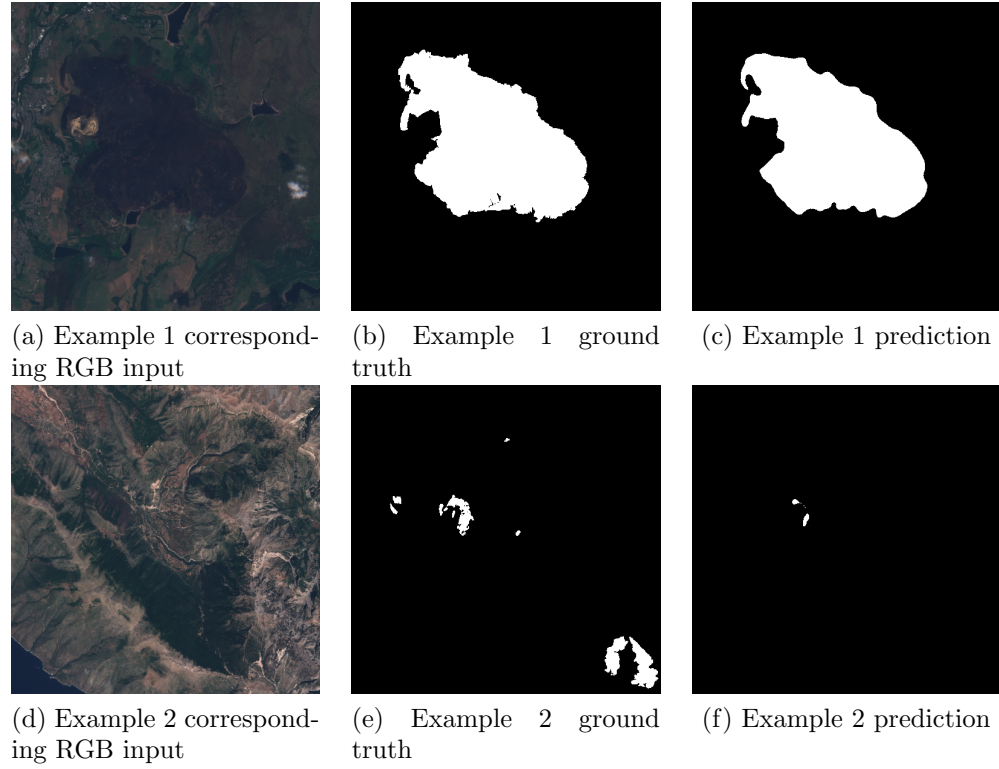 (a) Example 1 correspond-
ing RGB input
(b) Example 1 ground
truth
(c) Example 1 prediction
(d) Example 2 correspond-
ing RGB input
(e) Example 2 ground
truth
(f) Example 2 prediction